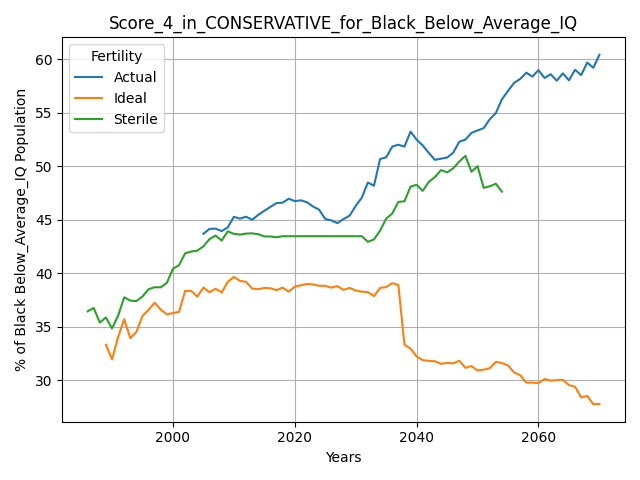 Score_4_in_CONSERVATIVE_for_Black_Below_Average_IQ
Fertility
Actual
Ideal
Sterile
% of Black Below_Average_IQ Population
60
55
50
45
40
35
30
2000
2020
2040
2060
Years